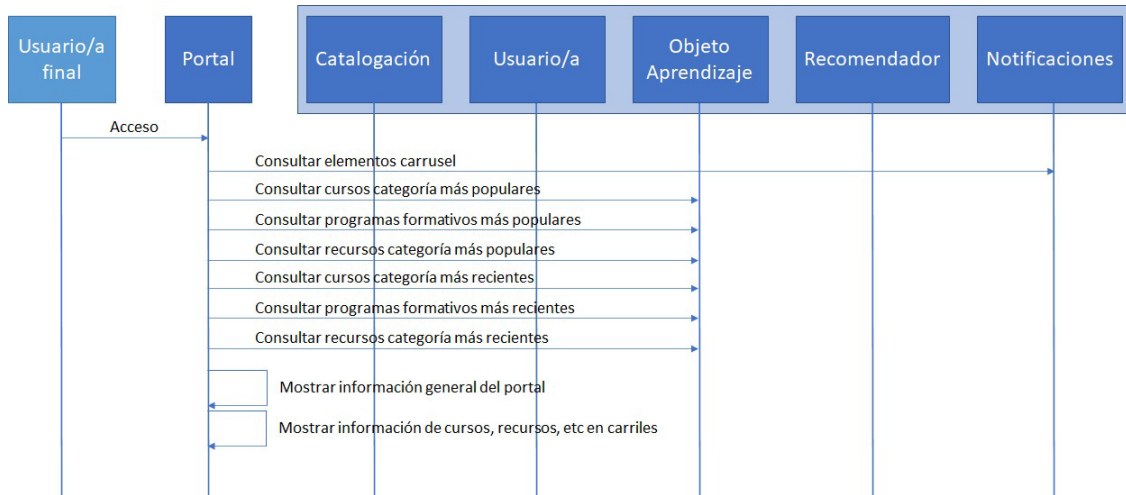 Usuario/a
final
Portal
Catalogación
Usuario/a
Objeto
Aprendizaje
Recomendador
Notificaciones
Acceso
Consultar elementos carrusel
Consultar cursos categoría más populares
Consultar programas formativos más populares
Consultar recursos categoría más populares
Consultar cursos categoría más recientes
Consultar programas formativos más recientes
Consultar recursos categoría más recientes
Mostrar información general del portal
Mostrar información de cursos, recursos, etc en carriles